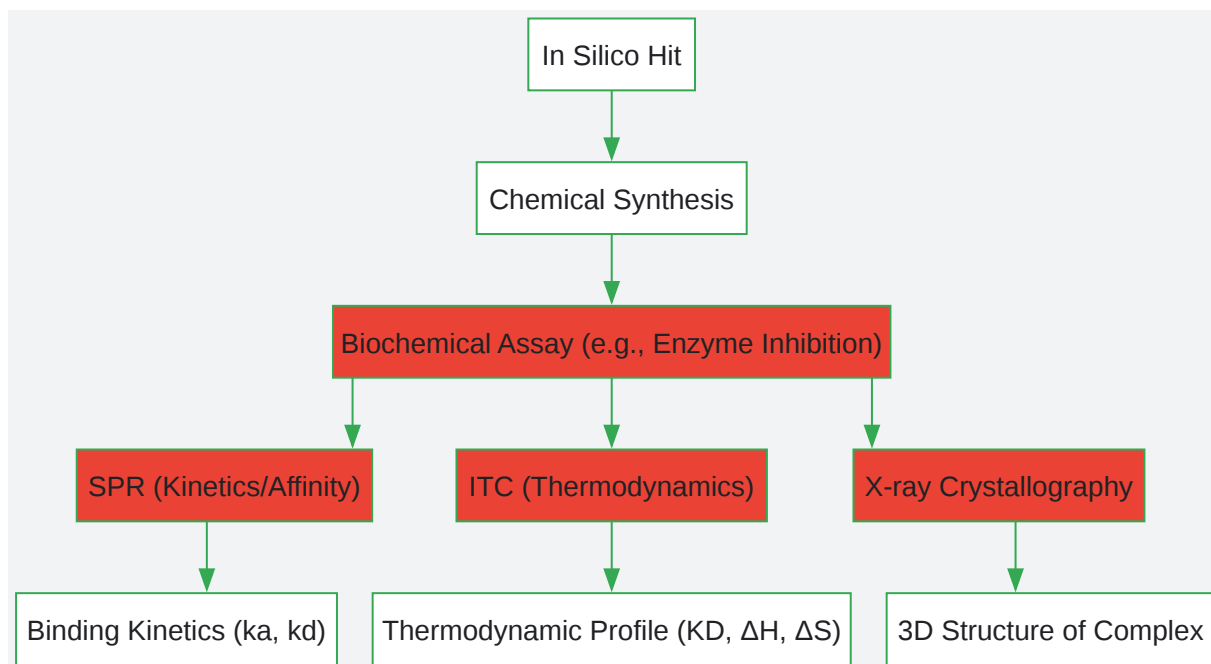 In Silico Hit
Chemical Synthesis
Biochemical Assay (e.g., Enzyme Inhibition)
SPR (Kinetics/Affinity)
ITC (Thermodynamics)
X-ray Crystallography
Binding Kinetics (ka, kd)
Thermodynamic Profile (KD, ΔH, ΔS)
3D Structure of Complex